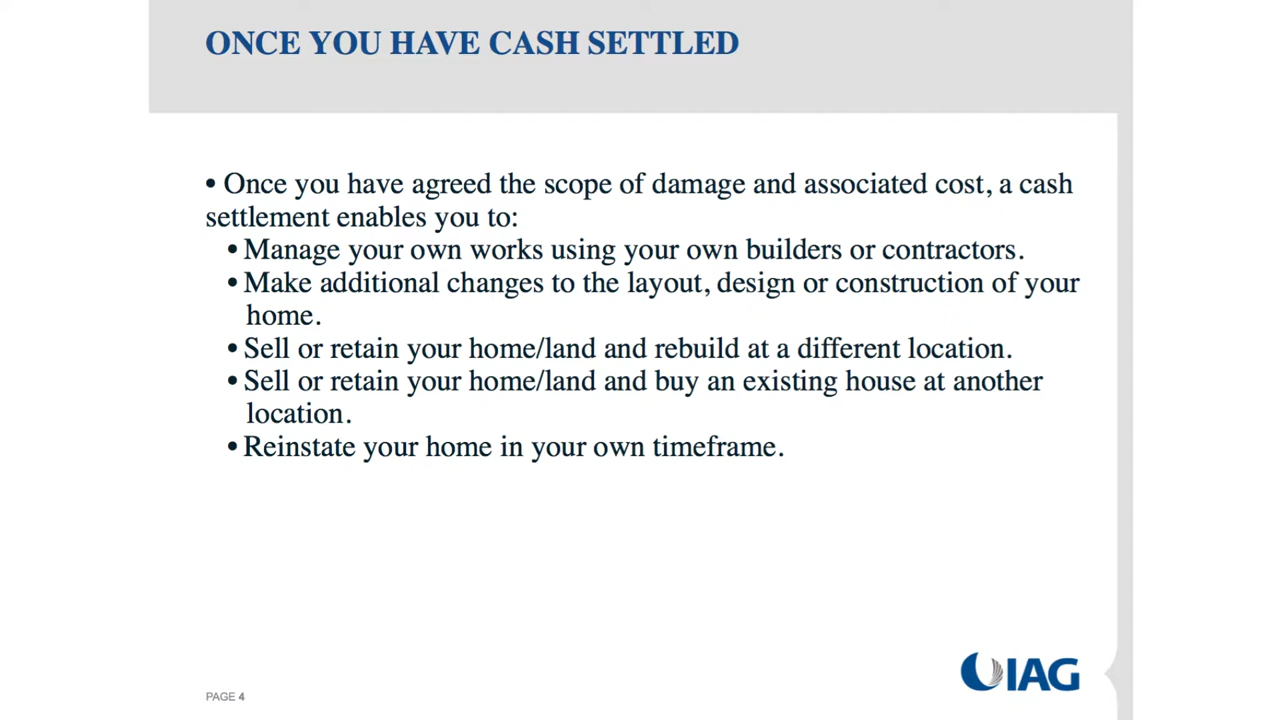 ONCE YOU HAVE CASH SETTLED
• Once you have agreed the scope of damage and associated cost, a cash
settlement enables you to:
• Manage your own works using your own builders or contractors.
• Make additional changes to the layout, design or construction of your
home.
• Sell or retain your home/land and rebuild at a different location.
• Sell or retain your home/land and buy an existing house at another
location.
• Reinstate your home in your own timeframe.
IAG
PAGE 4